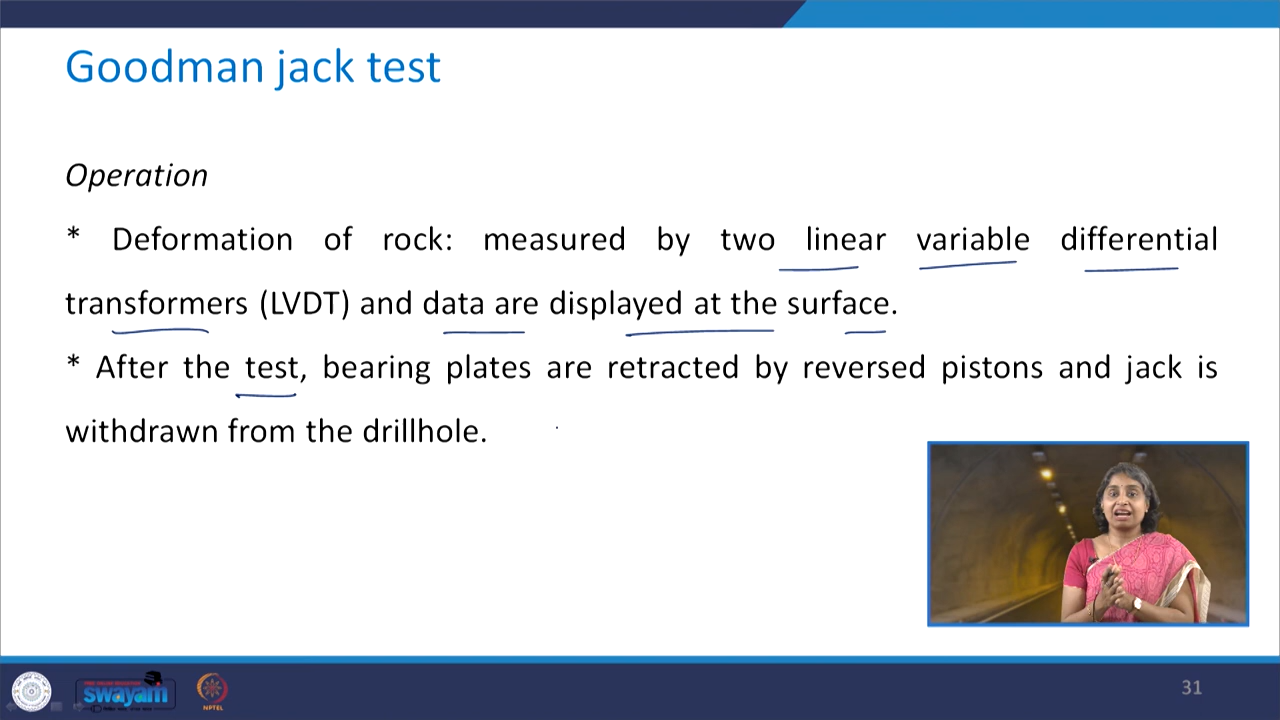 Goodman jack test
Operation
* Deformation of rock: measured by two linear variable differential
transformers (LVDT) and data are displayed at the surface.
* After the test, bearing plates are retracted by reversed pistons and jack is
withdrawn from the drillhole.
swayam
NPTEL
31